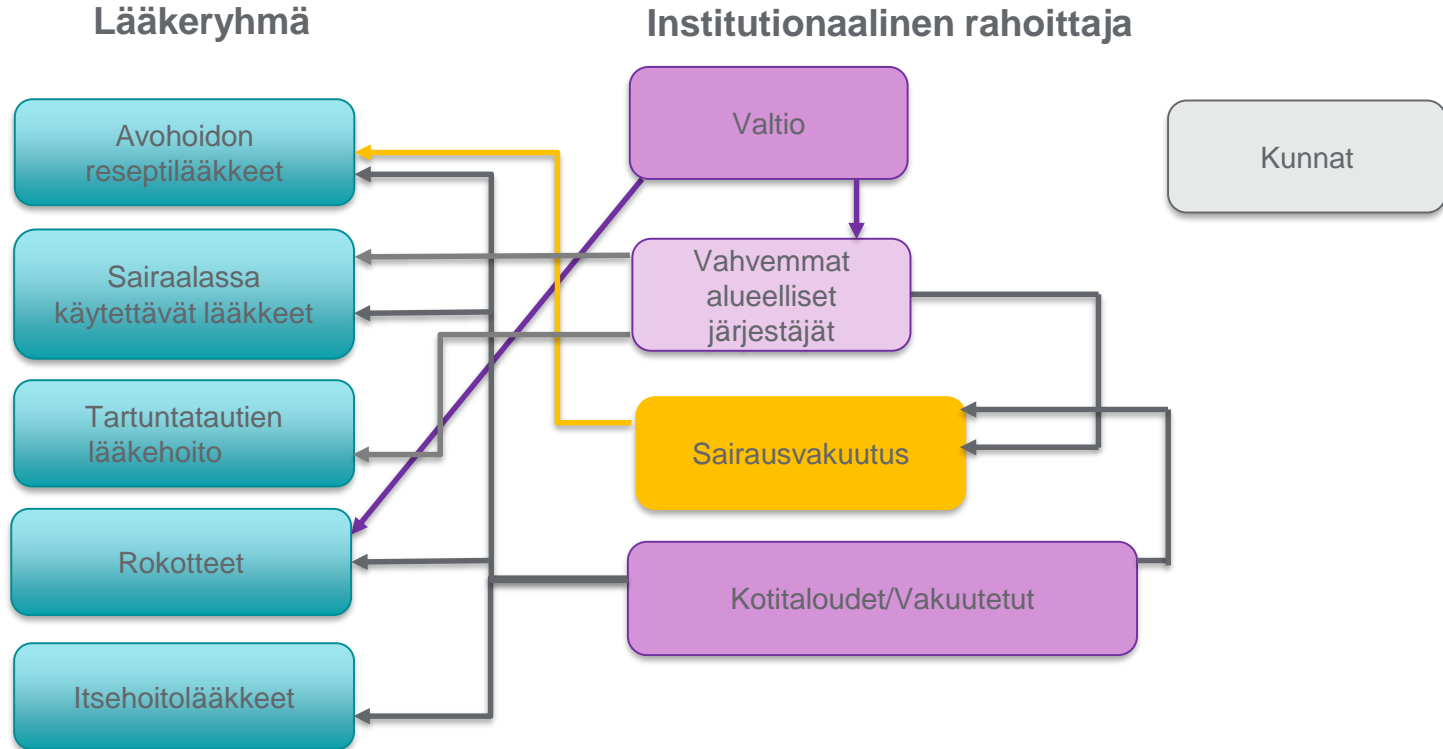 Lääkeryhmä
Institutionaalinen rahoittaja
Avohoidon
reseptilääkkeet
Sairaalassa
käytettävät lääkkeet
Tartuntatautien
lääkehoito
Rokotteet
Itsehoitolääkkeet
Valtio
Vahvemmat
alueelliset
järjestäjät
Sairausvakuutus
Kotitaloudet/Vakuutetut
Kunnat